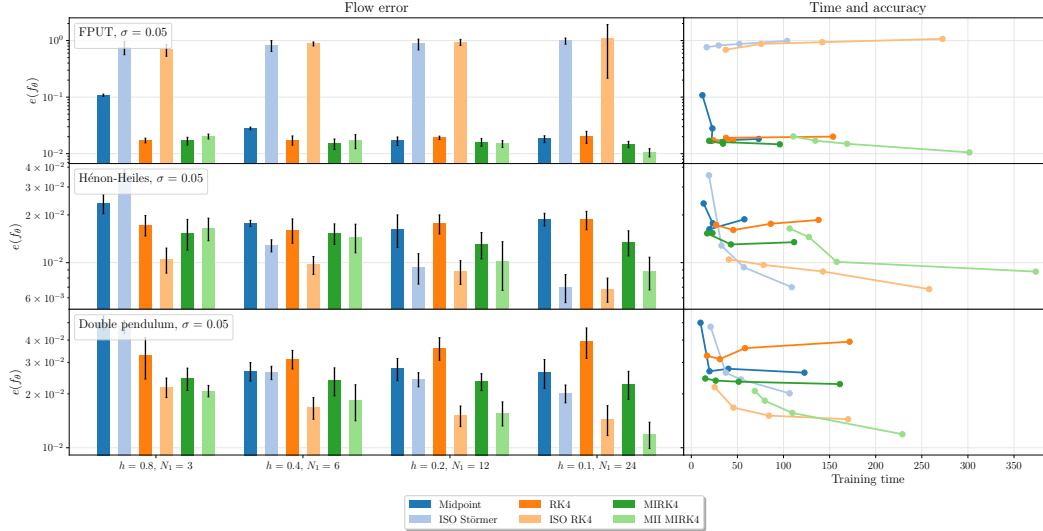 Flow error
Time and accuracy
FPUT, σ = 0.05
e(f_θ)
10^0
10^−1
10^−2
Hénon-Heiles, σ = 0.05
e(f_θ)
4 × 10^−2
3 × 10^−2
2 × 10^−2
10^−2
6 × 10^−3
Double pendulum, σ = 0.05
e(f_θ)
4 × 10^−2
3 × 10^−2
2 × 10^−2
10^−2
h = 0.8, N_1 = 3
h = 0.4, N_1 = 6
h = 0.2, N_1 = 12
h = 0.1, N_1 = 24
0 50 100 150 200 250 300 350
Training time
Midpoint
ISO Störmer
RK4
ISO RK4
MIRK4
MII MIRK4